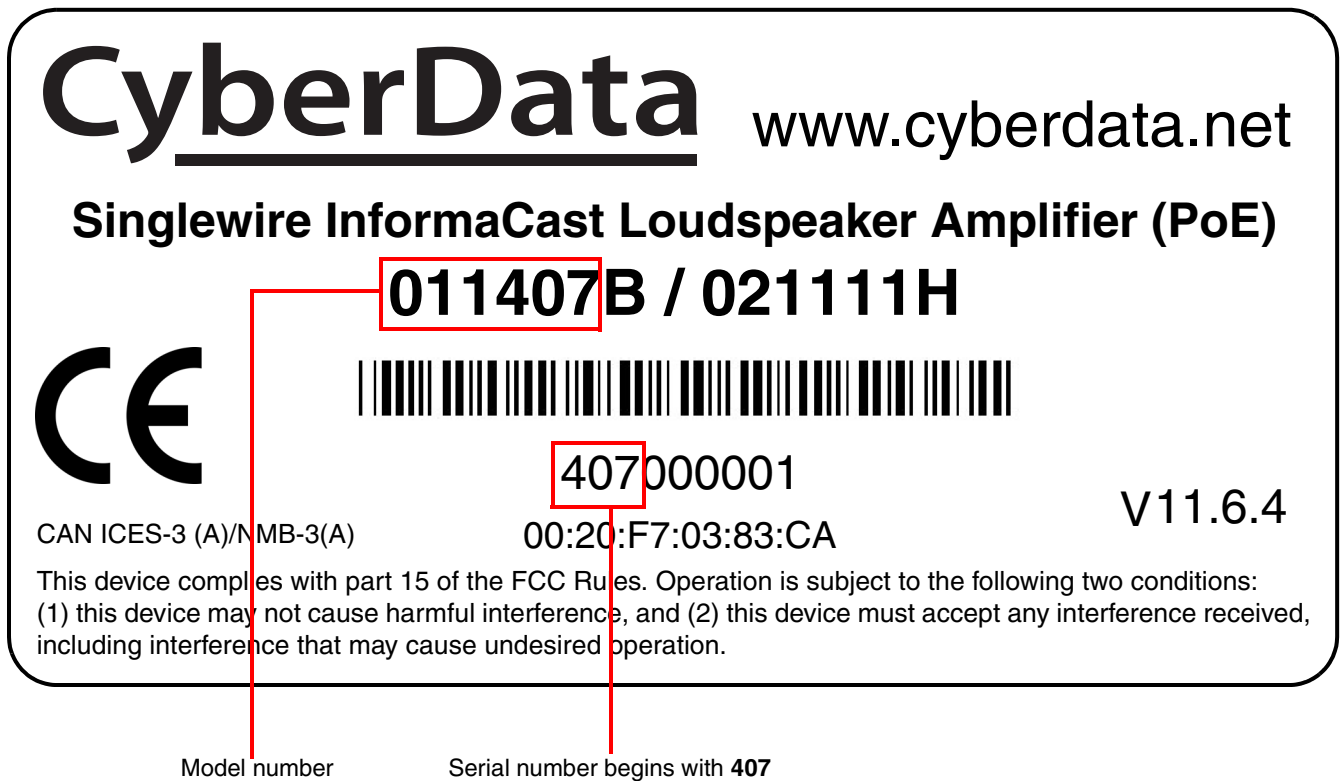 CyberData www.cyberdata.net
Singlewire InformaCast Loudspeaker Amplifier (PoE)
011407B / 021111H
CE
407000001
V11.6.4
CAN ICES-3 (A)/NMB-3(A) 00:20:F7:03:83:CA
This device complies with part 15 of the FCC Rules. Operation is subject to the following two conditions:
(1) this device may not cause harmful interference, and (2) this device must accept any interference received,
including interference that may cause undesired operation.
Model number Serial number begins with 407